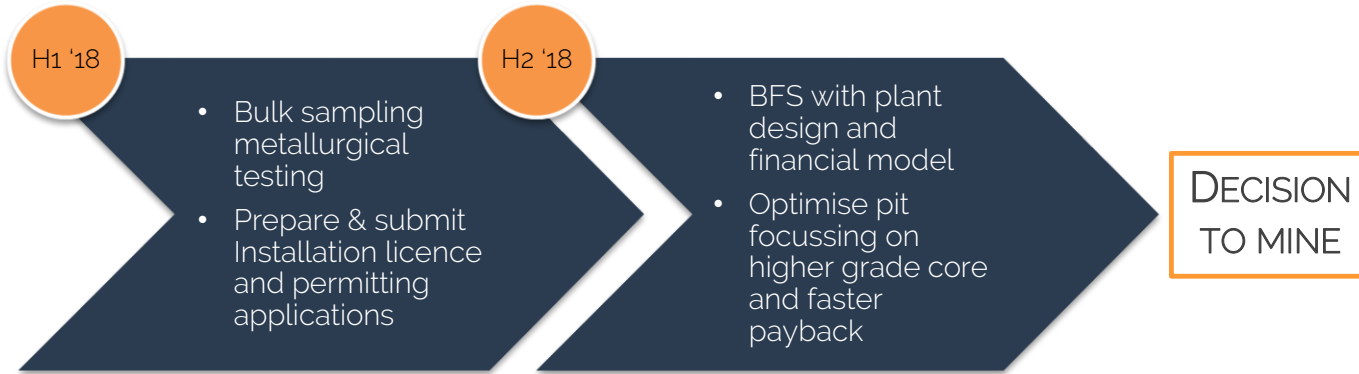 H1 ‘18
• Bulk sampling
metallurgical
testing
• Prepare & submit
Installation licence
and permitting
applications
H2 ‘18
• BFS with plant
design and
financial model
• Optimise pit
focussing on
higher grade core
and faster
payback
DECISION
TO MINE